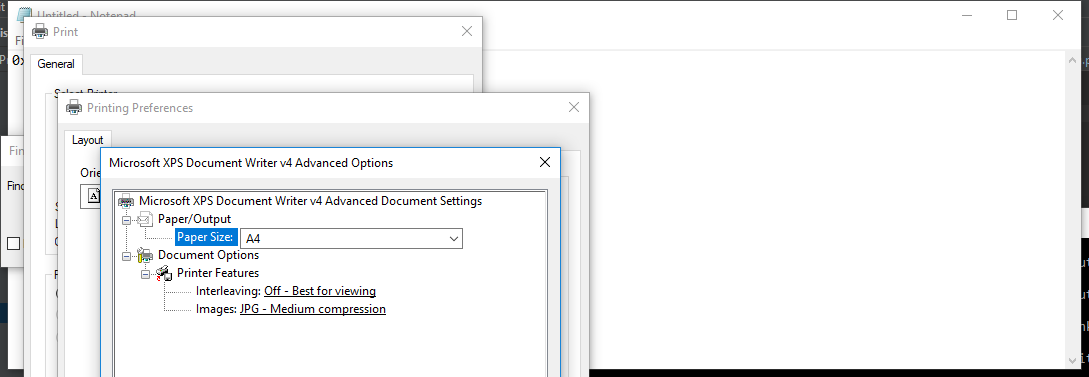 Untitled - Notepad
Print
General
Select Printer
Printing Preferences
Layout
Microsoft XPS Document Writer v4 Advanced Options
Microsoft XPS Document Writer v4 Advanced Document Settings
Paper/Output
Paper Size: A4
Document Options
Printer Features
Interleaving: Off - Best for viewing
Images: JPG - Medium compression